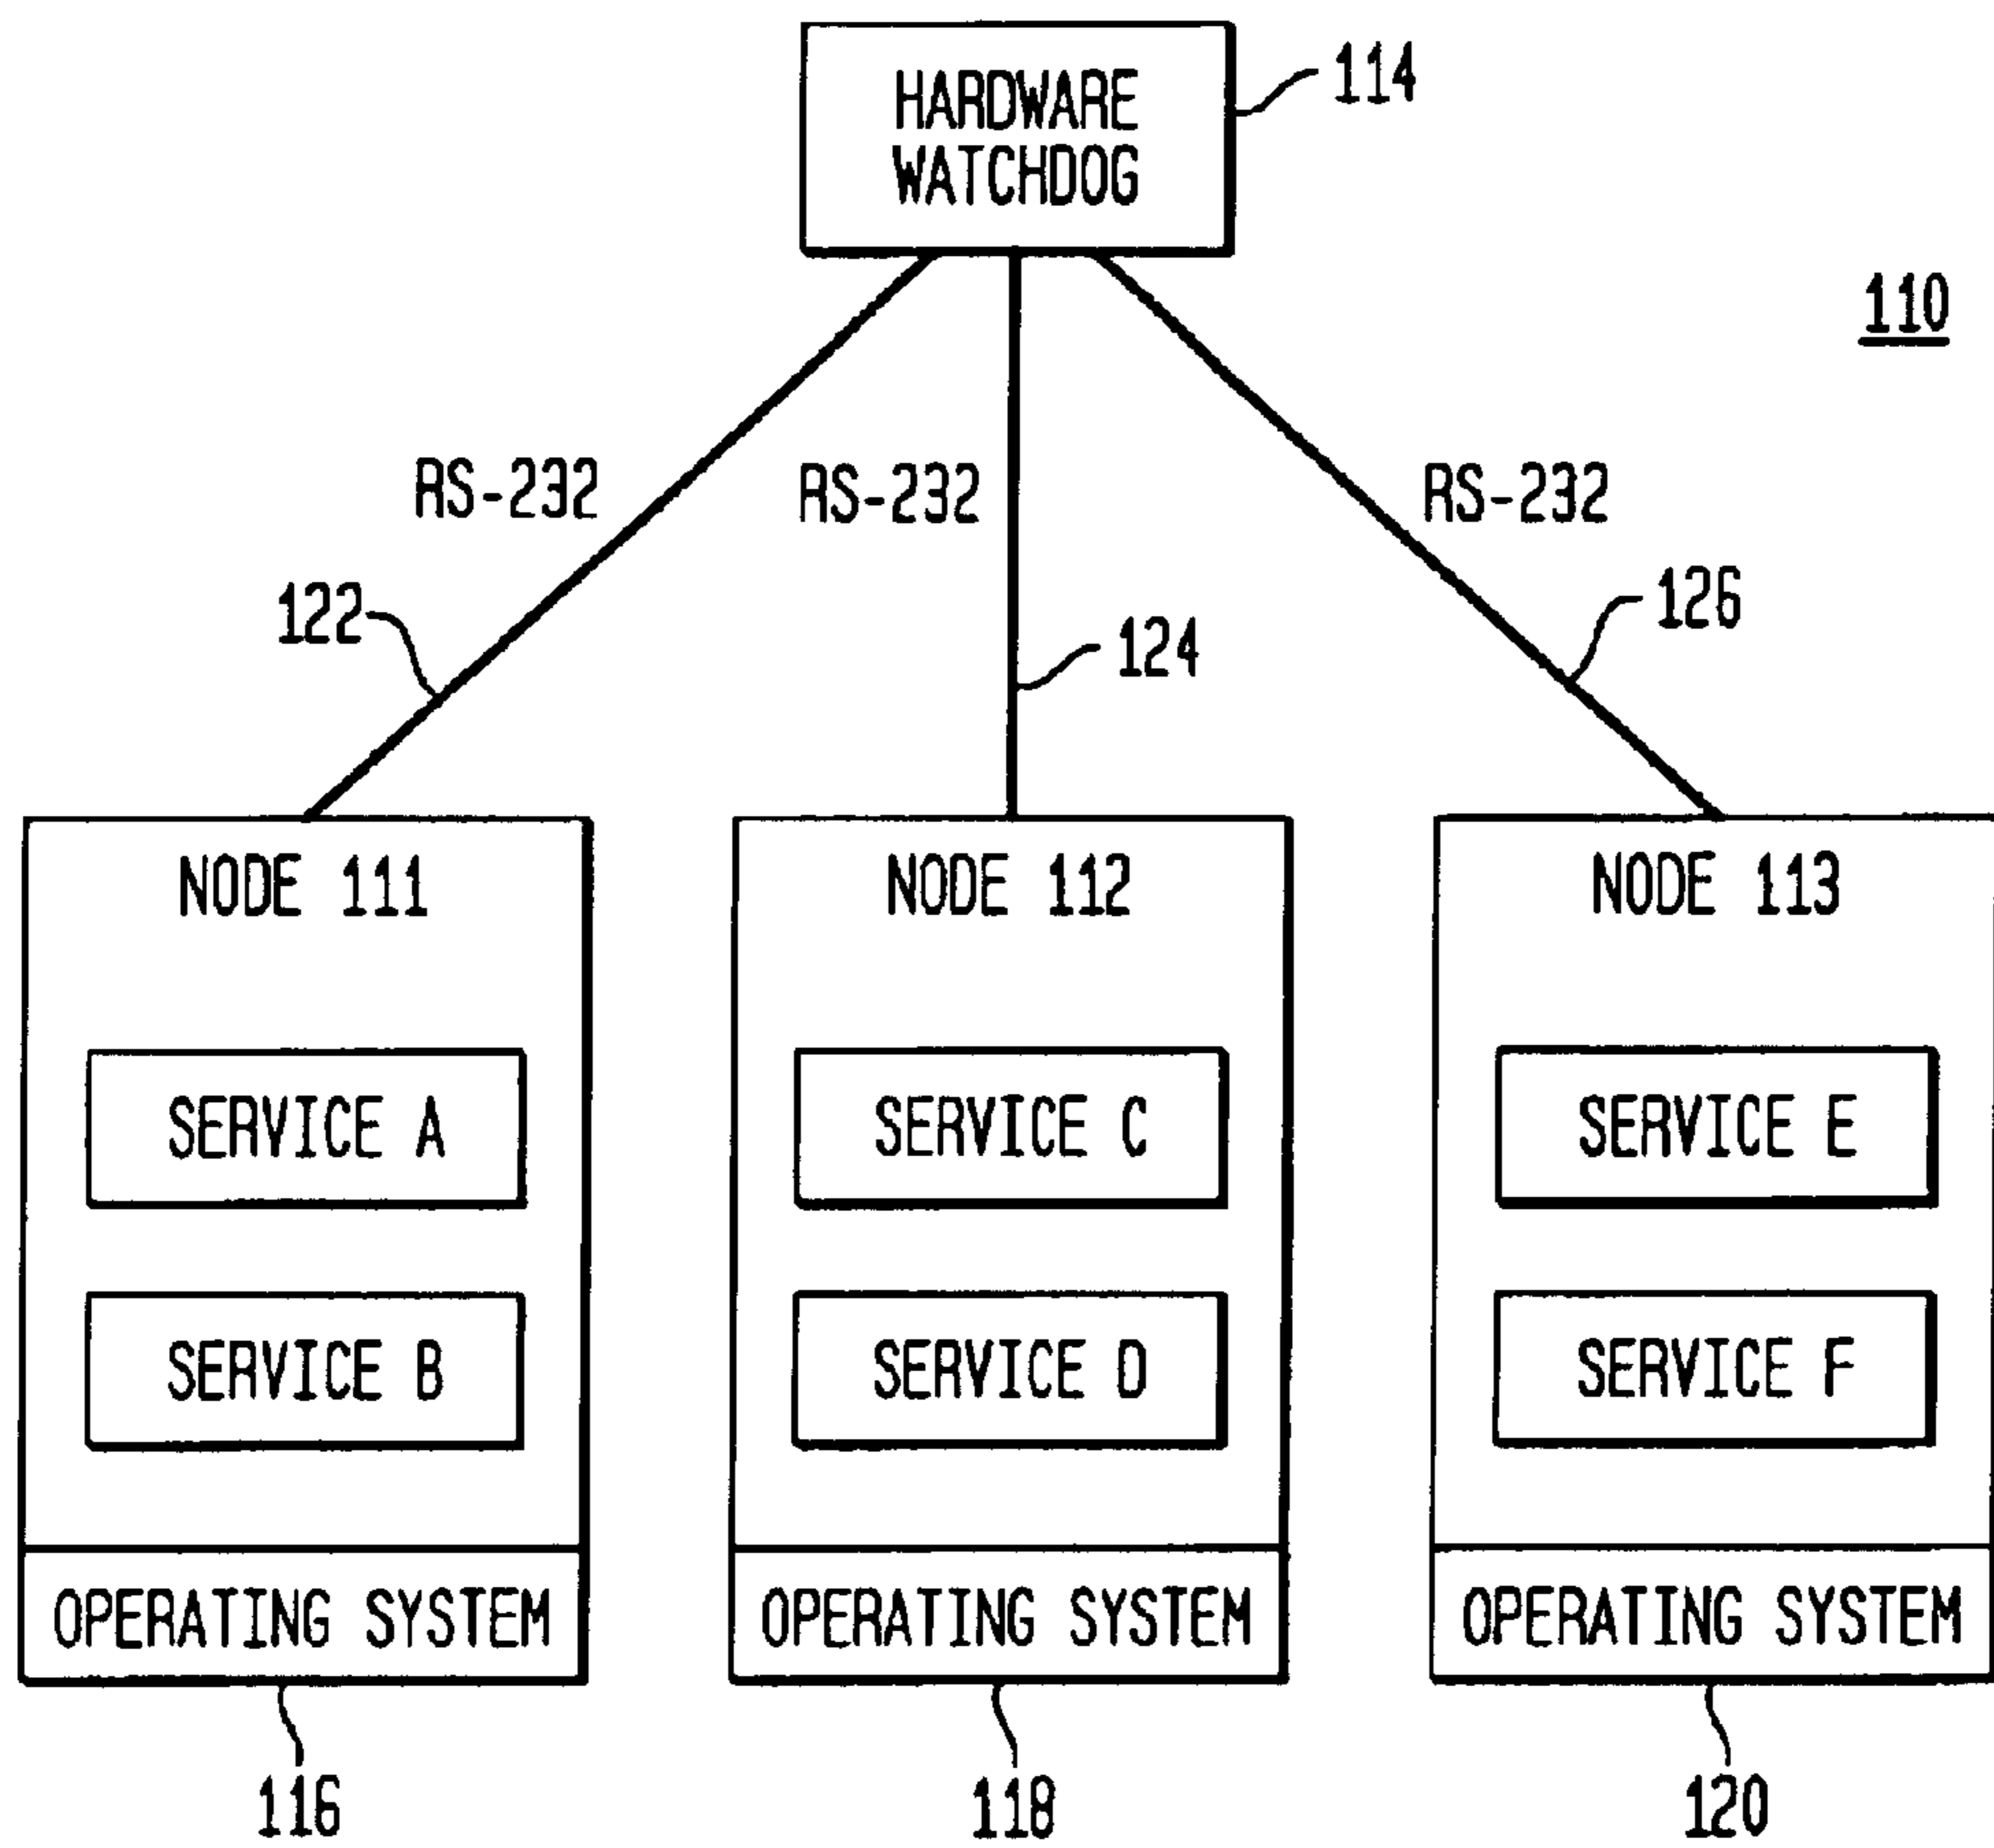 HARDWARE
WATCHDOG
114
110
RS-232
RS-232
RS-232
122
124
126
NODE 111
NODE 112
NODE 113
SERVICE A
SERVICE C
SERVICE E
SERVICE B
SERVICE D
SERVICE F
OPERATING SYSTEM
OPERATING SYSTEM
OPERATING SYSTEM
116
118
120